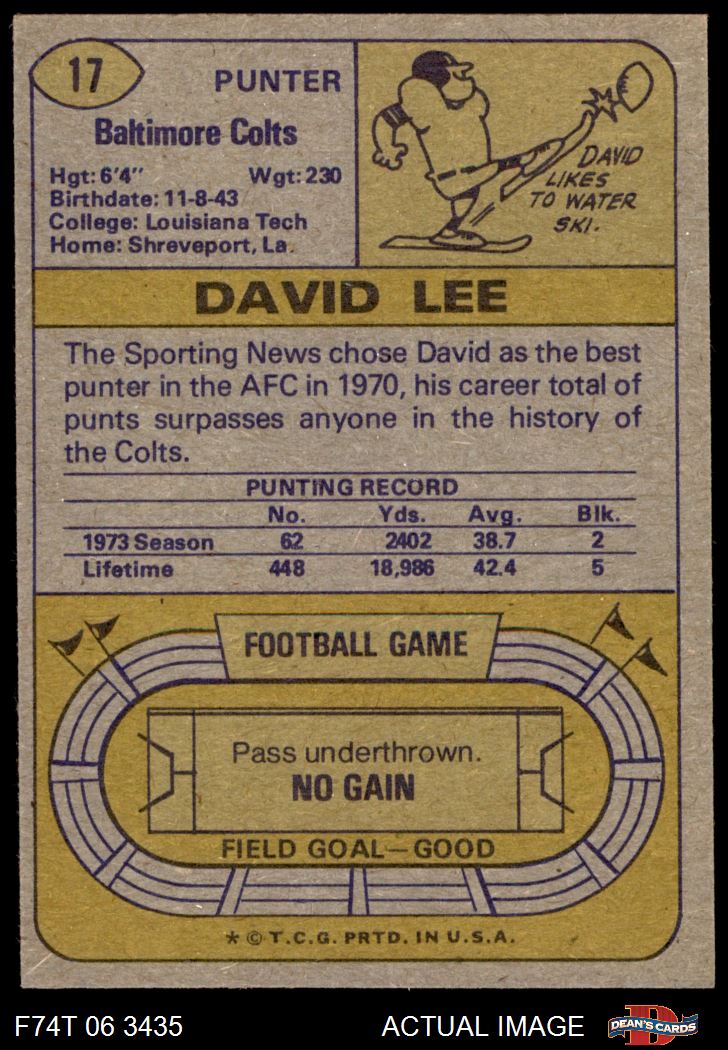 17
PUNTER
Baltimore Colts
Hgt: 6'4" Wgt: 230
Birthdate: 11-8-43
College: Louisiana Tech
Home: Shreveport, La.
DAVID
LIKES
TO WATER
SKI.
DAVID LEE
The Sporting News chose David as the best
punter in the AFC in 1970, his career total of
punts surpasses anyone in the history of
the Colts.
PUNTING RECORD
No. Yds. Avg. Blk.
1973 Season 62 2402 38.7 2
Lifetime 448 18,986 42.4 5
FOOTBALL GAME
Pass underthrown.
NO GAIN
FIELD GOAL—GOOD
* © T.C.G. PRTD. IN U.S.A.
F74T 06 3435 ACTUAL IMAGE
D
DEAN'S CARDS